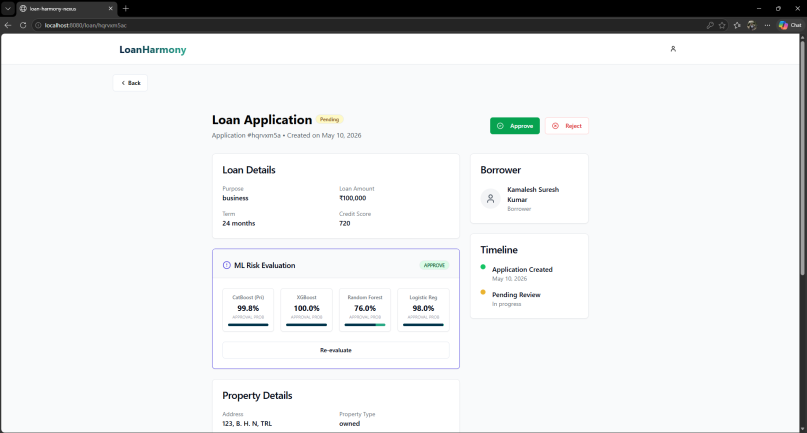 loan-harmony-nexus
localhost:8080/loan/hqrvxm5ac
Chat
LoanHarmony
Back
Loan Application Pending
Application #hqrvxm5a • Created on May 10, 2026
Approve
Reject
Loan Details
Purpose Loan Amount
business ₹100,000
Term Credit Score
24 months 720
ML Risk Evaluation APPROVE
CatBoost (Pri) XGBoost Random Forest Logistic Reg
99.8% 100.0% 76.0% 98.0%
APPROVAL PROB APPROVAL PROB APPROVAL PROB APPROVAL PROB
Re-evaluate
Property Details
Address Property Type
123, B. H. N, TRL owned
Borrower
Kamalesh Suresh
Kumar
Borrower
Timeline
Application Created
May 10, 2026
Pending Review
In progress